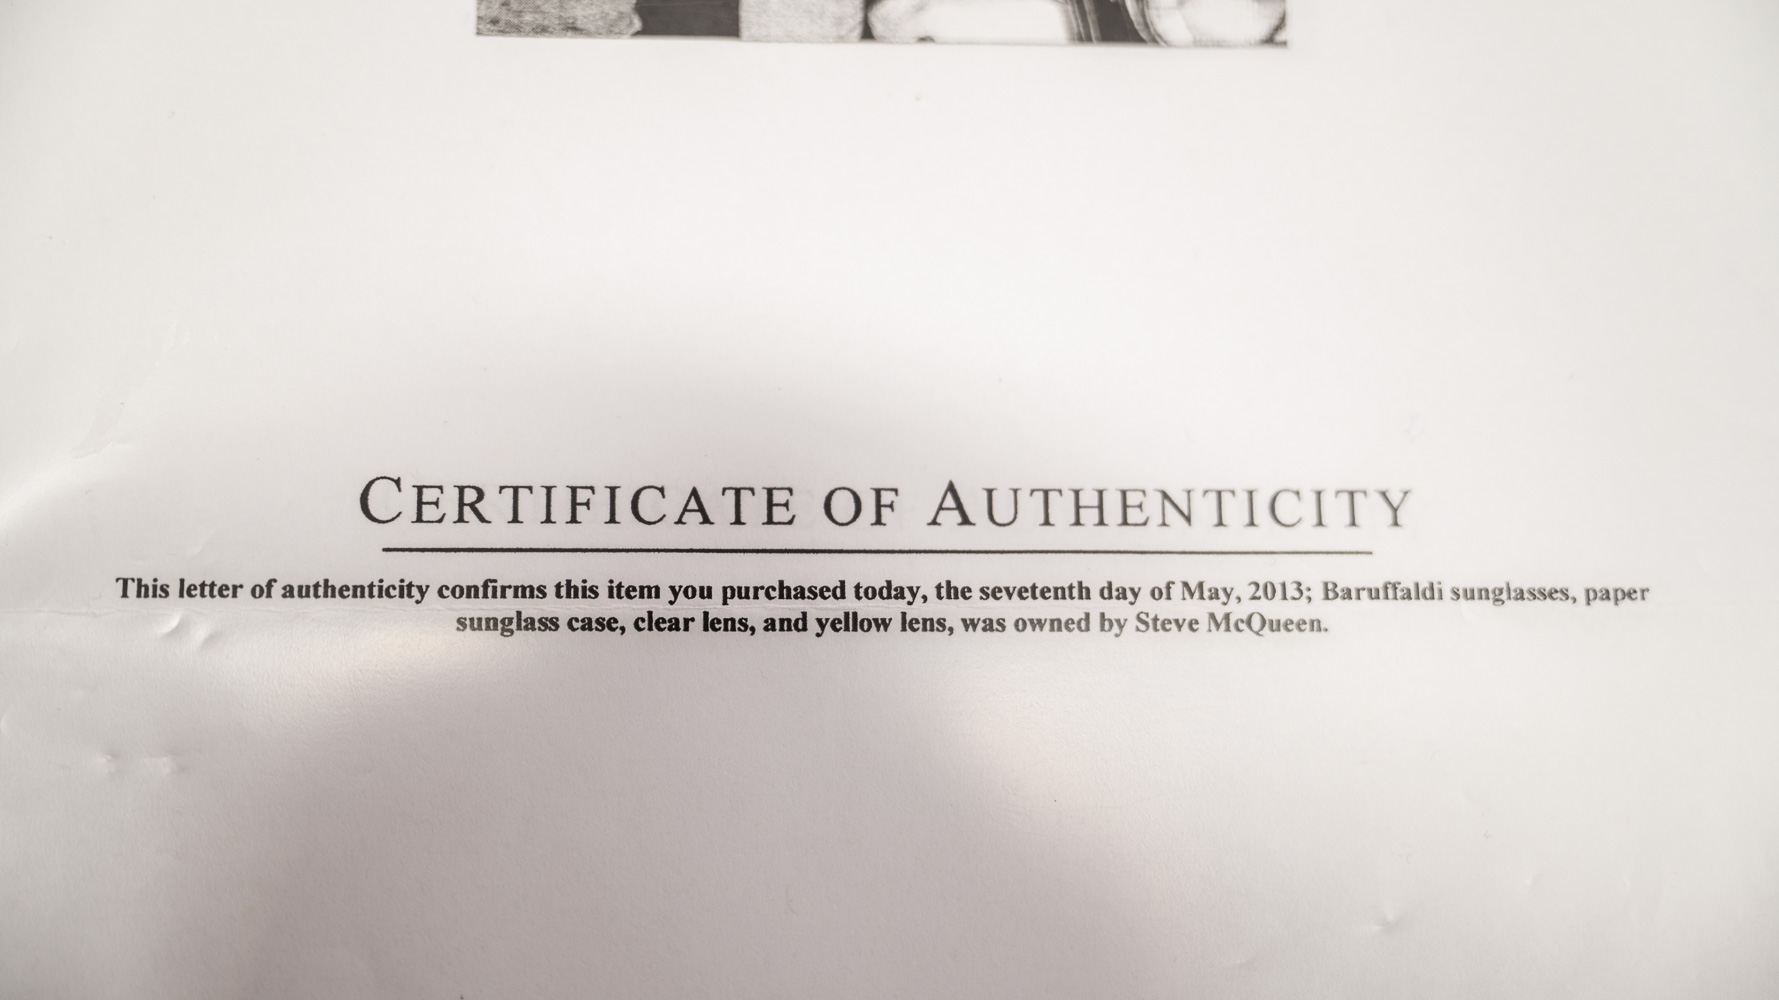 CERTIFICATE OF AUTHENTICITY
This letter of authenticity confirms this item you purchased today, the sevetenth day of May, 2013; Baruffaldi sunglasses, paper
sunglass case, clear lens, and yellow lens, was owned by Steve McQueen.